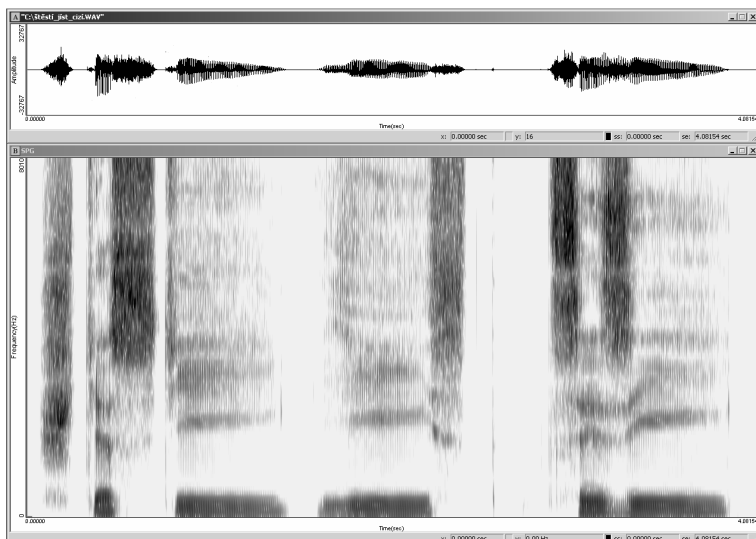 A "C:\štěstí_jíst_cizí.WAV"
32767
Amplitude
-32767
0.00000
4.08154
Time(sec)
x: 0.00000 sec y: 16 ss: 0.00000 sec se: 4.08154 sec
B SPG
8010
Frequency(Hz)
0
0.00000
4.08154
Time(sec)
x: 0.00000 sec y: 0.00 Hz ss: 0.00000 sec se: 4.08154 sec